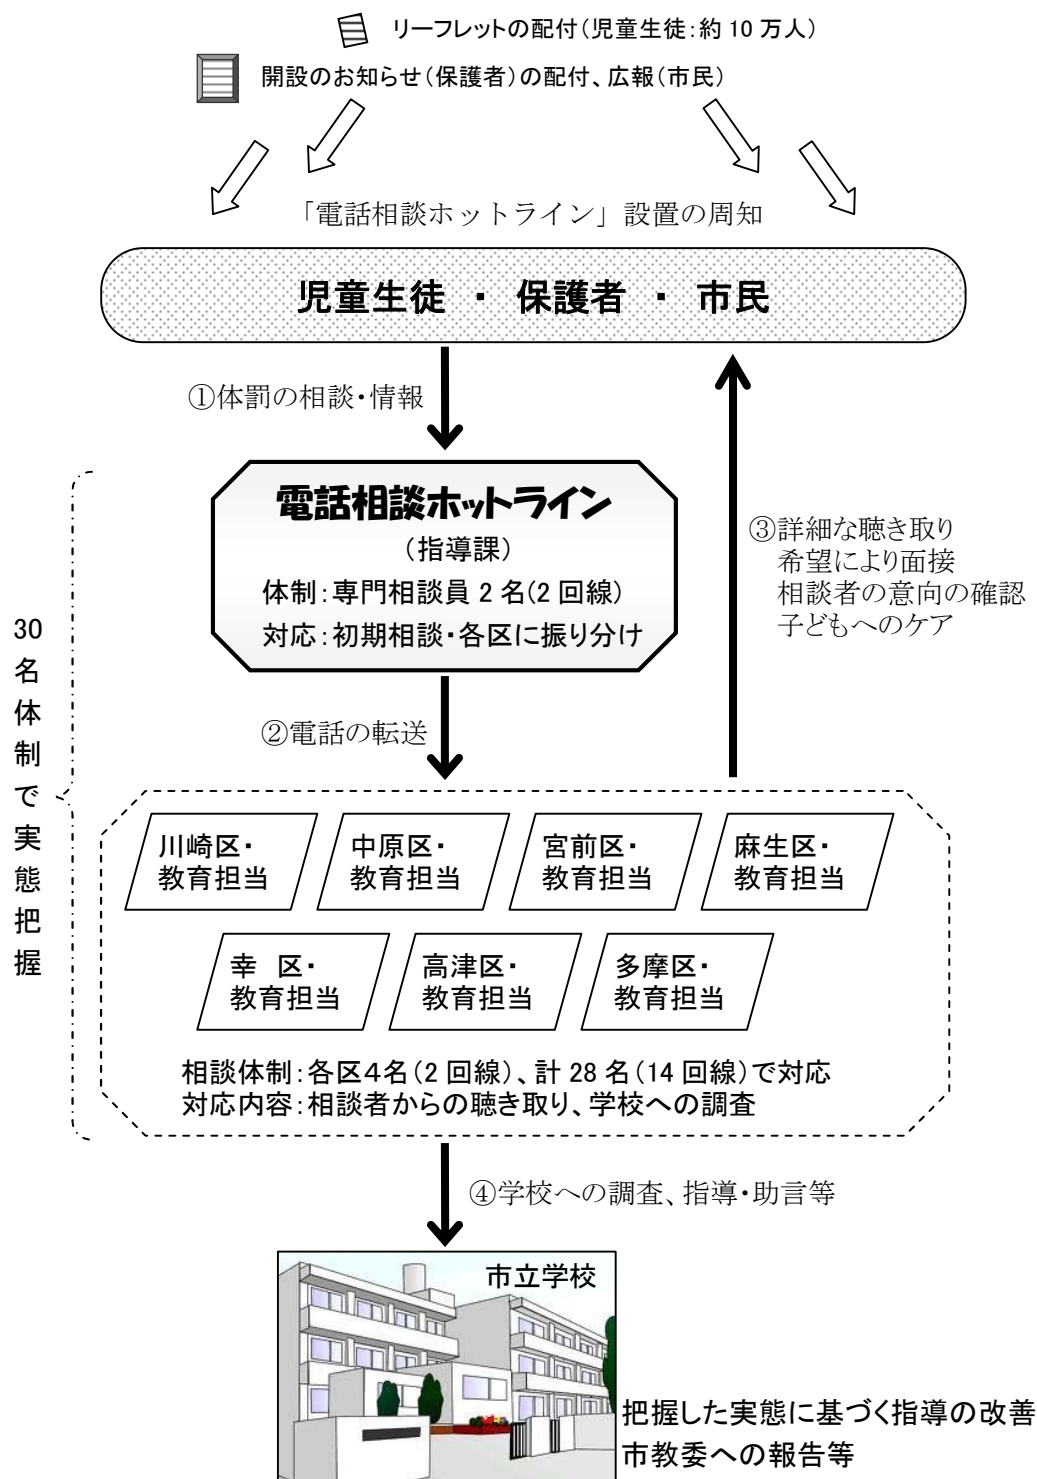 リーフレットの配付(児童生徒:約10万人)
開設のお知らせ(保護者)の配付、広報(市民)
「電話相談ホットライン」設置の周知
児童生徒 ・ 保護者 ・ 市民
①体罰の相談・情報
電話相談ホットライン
(指導課)
体制:専門相談員2名(2回線)
対応:初期相談・各区に振り分け
③詳細な聴き取り
希望により面接
相談者の意向の確認
子どもへのケア
30名体制で実態把握
②電話の転送
川崎区・
教育担当
中原区・
教育担当
宮前区・
教育担当
麻生区・
教育担当
幸 区・
教育担当
高津区・
教育担当
多摩区・
教育担当
相談体制:各区4名(2回線)、計28名(14回線)で対応
対応内容:相談者からの聴き取り、学校への調査
④学校への調査、指導・助言等
市立学校
把握した実態に基づく指導の改善
市教委への報告等